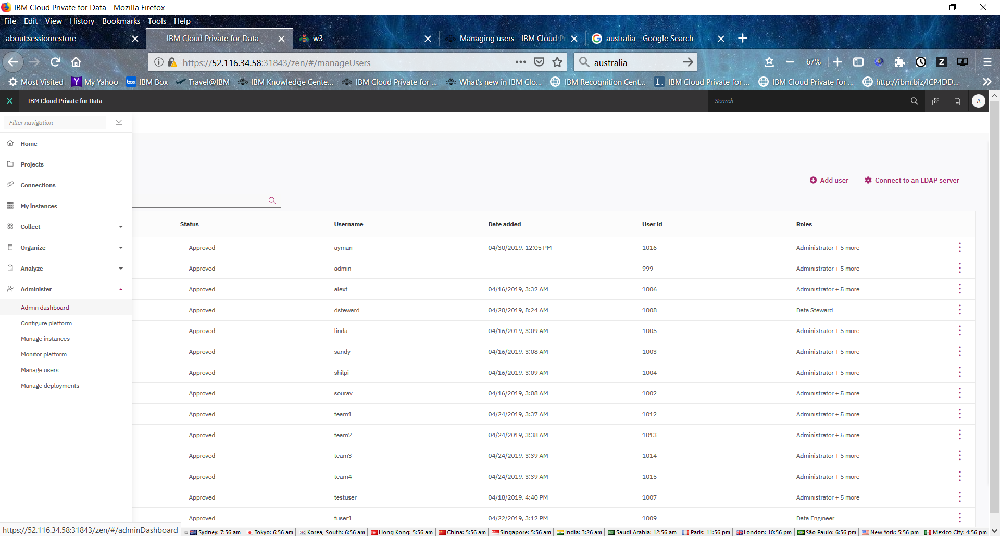 IBM Cloud Private for Data - Mozilla Firefox
File Edit View History Bookmarks Tools Help
about:sessionrestore
IBM Cloud Private for Data
w3
Managing users - IBM Cloud Pr
australia - Google Search
https://52.116.34.58:31843/zen/#/manageUsers
australia
67%
Most Visited
My Yahoo
box IBM Box
Travel@IBM
IBM Knowledge Cente...
IBM Cloud Private for ...
What's new in IBM Clo...
IBM Recognition Cent...
IBM Cloud Private for ...
IBM Cloud Private for ...
http://ibm.biz/ICP4DD...
IBM Cloud Private for Data
Search
A
Filter navigation
Home
Projects
Connections
My instances
Collect
Organize
Analyze
Administer
Admin dashboard
Configure platform
Manage instances
Monitor platform
Manage users
Manage deployments
Add user
Connect to an LDAP server
Status Username Date added User id Roles
Approved ayman 04/30/2019, 12:05 PM 1016 Administrator + 5 more
Approved admin -- 999 Administrator + 5 more
Approved alexf 04/16/2019, 3:32 AM 1006 Administrator + 5 more
Approved dsteward 04/20/2019, 8:24 AM 1008 Data Steward
Approved linda 04/16/2019, 3:09 AM 1005 Administrator + 5 more
Approved sandy 04/16/2019, 3:08 AM 1003 Administrator + 5 more
Approved shilpi 04/16/2019, 3:09 AM 1004 Administrator + 5 more
Approved sourav 04/16/2019, 3:08 AM 1002 Administrator + 5 more
Approved team1 04/24/2019, 3:37 AM 1012 Administrator + 5 more
Approved team2 04/24/2019, 3:38 AM 1013 Administrator + 5 more
Approved team3 04/24/2019, 3:39 AM 1014 Administrator + 5 more
Approved team4 04/24/2019, 3:39 AM 1015 Administrator + 5 more
Approved testuser 04/18/2019, 4:40 PM 1007 Administrator + 5 more
Approved tuser1 04/22/2019, 3:12 PM 1009 Data Engineer
https://52.116.34.58:31843/zen/#/adminDashboard
Sydney: 7:56 am Tokyo: 6:56 am Korea, South: 6:56 am Hong Kong: 5:56 am China: 5:56 am Singapore: 5:56 am India: 3:26 am Saudi Arabia: 12:56 am Paris: 11:56 pm London: 10:56 pm São Paulo: 6:56 pm New York: 5:56 pm Mexico City: 4:56 pm